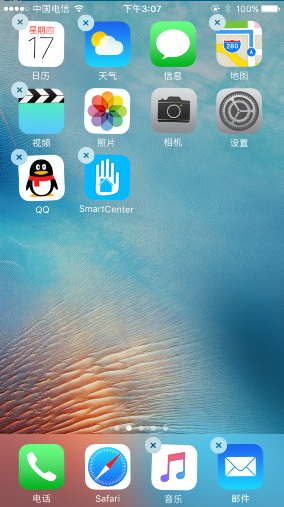 中国电信 下午3:07 100%
星期四
17
280
日历 天气 信息 地图
视频 照片 相机 设置
QQ SmartCenter
电话 Safari 音乐 邮件